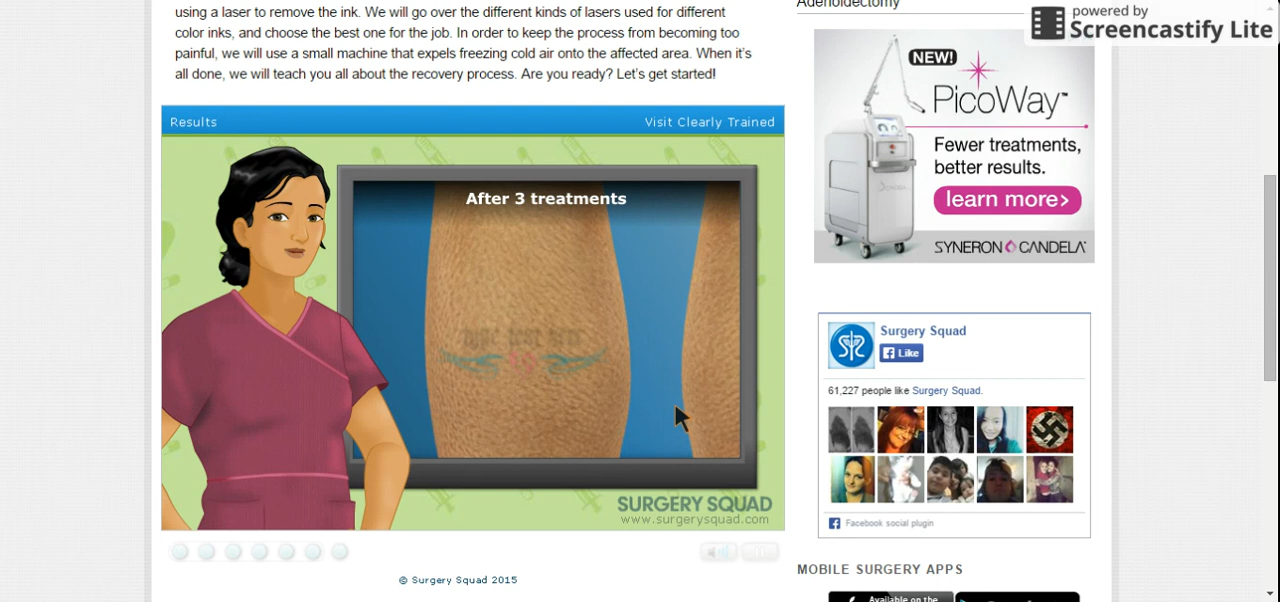 using a laser to remove the ink. We will go over the different kinds of lasers used for different
color inks, and choose the best one for the job. In order to keep the process from becoming too
painful, we will use a small machine that expels freezing cold air onto the affected area. When it's
all done, we will teach you all about the recovery process. Are you ready? Let's get started!
Results
Visit Clearly Trained
After 3 treatments
SURGERY SQUAD
www.surgerysquad.com
© Surgery Squad 2015
Adenoidectomy
powered by
Screencastify Lite
NEW!
PicoWay™
Fewer treatments,
better results.
learn more>
SYNERON CANDELA
Surgery Squad
Like
61,227 people like Surgery Squad.
Facebook social plugin
MOBILE SURGERY APPS
Available on the